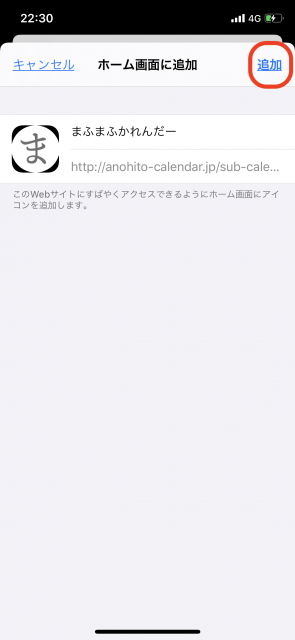 22:30 4G
キャンセル ホーム画面に追加 追加
ま まふまふかれんだー
http://anohito-calendar.jp/sub-cale...
このWebサイトにすばやくアクセスできるようにホーム画面にアイ
コンを追加します。